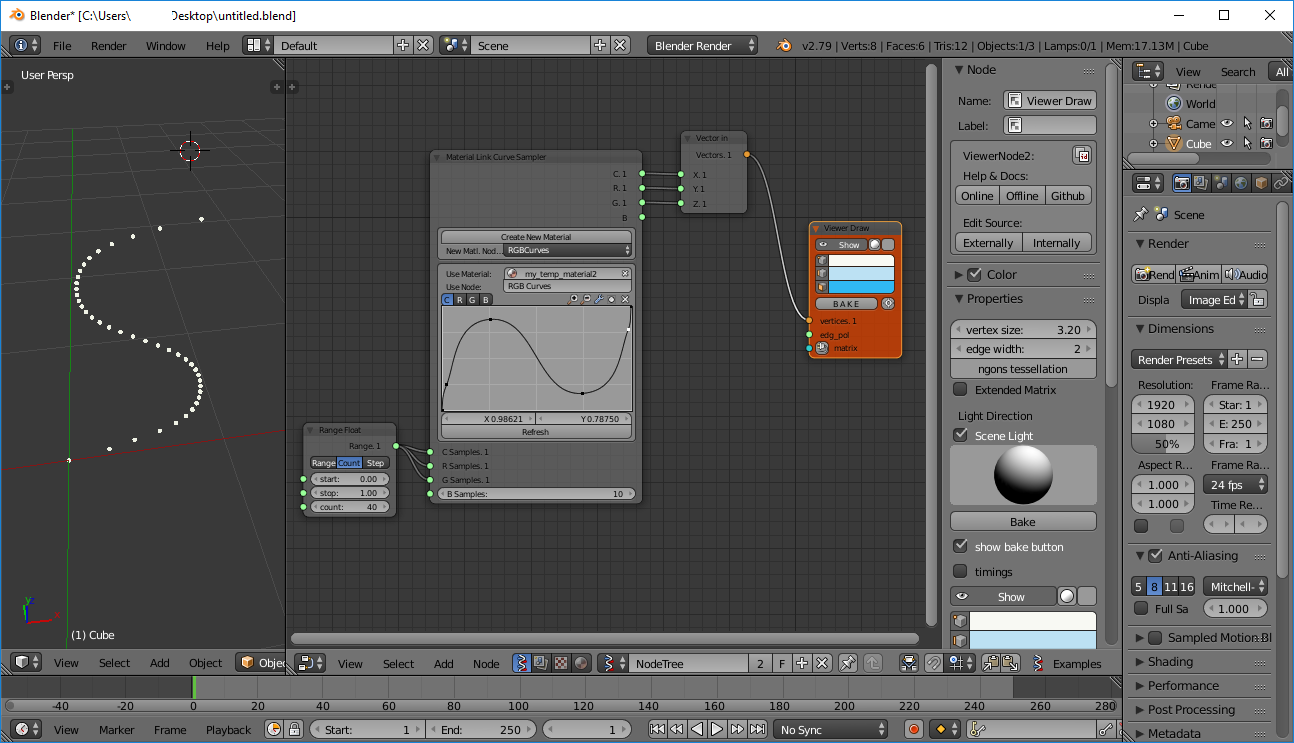 Blender* [C:\Users\ Desktop\untitled.blend]
File Render Window Help Default Scene Blender Render v2.79 | Verts:8 | Faces:6 | Tris:12 | Objects:1/3 | Lamps:0/1 | Mem:17.13M | Cube
User Persp
(1) Cube
View Select Add Object
Material Link Curve Sampler
C. 1
R. 1
G. 1
B
Create New Material
New Matl. Nod... RGBCurves
Use Material: my_temp_material2
Use Node: RGB Curves
C R G B
X 0.98621 Y 0.78750
Refresh
C Samples. 1
R Samples. 1
G Samples. 1
B Samples: 10
Range Float
Range. 1
Range Count Step
start: 0.00
stop: 1.00
count: 40
Vector in
Vectors. 1
X. 1
Y. 1
Z. 1
Viewer Draw
Show
BAKE
vertices. 1
edg_pol
matrix
View Select Add Node NodeTree 2 F Examples
Node
Name: Viewer Draw
Label:
ViewerNode2:
Help & Docs:
Online Offline Github
Edit Source:
Externally Internally
Color
Properties
vertex size: 3.20
edge width: 2
ngons tessellation
Extended Matrix
Light Direction
Scene Light
Bake
show bake button
timings
Show
View Search All
World
Came
Cube
Scene
Render
Rend Anim Audio
Displa Image Ed
Dimensions
Render Presets
Resolution: Frame Ra...
1920 Star: 1
1080 E: 250
50% Fra: 1
Aspect R... Frame Ra...
1.000 24 fps
1.000 Time Re...
Anti-Aliasing
5 8 11 16 Mitchell-
Full Sa 1.000
Sampled Motion Bl
Shading
Performance
Post Processing
Metadata
-40 -20 0 20 40 60 80 100 120 140 160 180 200 220 240 260 280
View Marker Frame Playback Start: 1 End: 250 1 No Sync